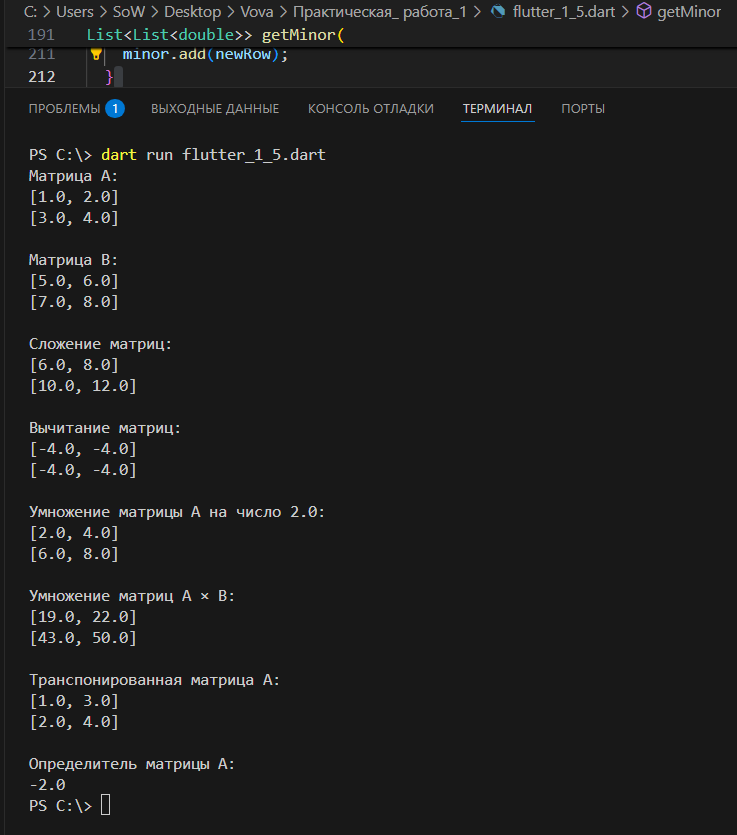 C: > Users > SoW > Desktop > Vova > Практическая_ работа_1 > flutter_1_5.dart > getMinor
191 List<List<double>> getMinor(
211 minor.add(newRow);
212 }
ПРОБЛЕМЫ 1 ВЫХОДНЫЕ ДАННЫЕ КОНСОЛЬ ОТЛАДКИ ТЕРМИНАЛ ПОРТЫ
PS C:\> dart run flutter_1_5.dart
Матрица A:
[1.0, 2.0]
[3.0, 4.0]
Матрица B:
[5.0, 6.0]
[7.0, 8.0]
Сложение матриц:
[6.0, 8.0]
[10.0, 12.0]
Вычитание матриц:
[-4.0, -4.0]
[-4.0, -4.0]
Умножение матрицы A на число 2.0:
[2.0, 4.0]
[6.0, 8.0]
Умножение матриц A × B:
[19.0, 22.0]
[43.0, 50.0]
Транспонированная матрица A:
[1.0, 3.0]
[2.0, 4.0]
Определитель матрицы A:
-2.0
PS C:\>